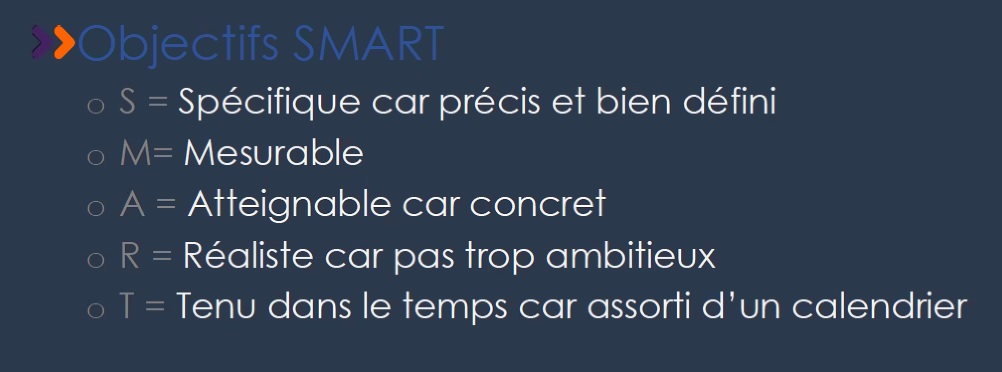 Objectifs SMART
o S = Spécifique car précis et bien défini
o M= Mesurable
o A = Atteignable car concret
o R = Réaliste car pas trop ambitieux
o T = Tenu dans le temps car assorti d’un calendrier